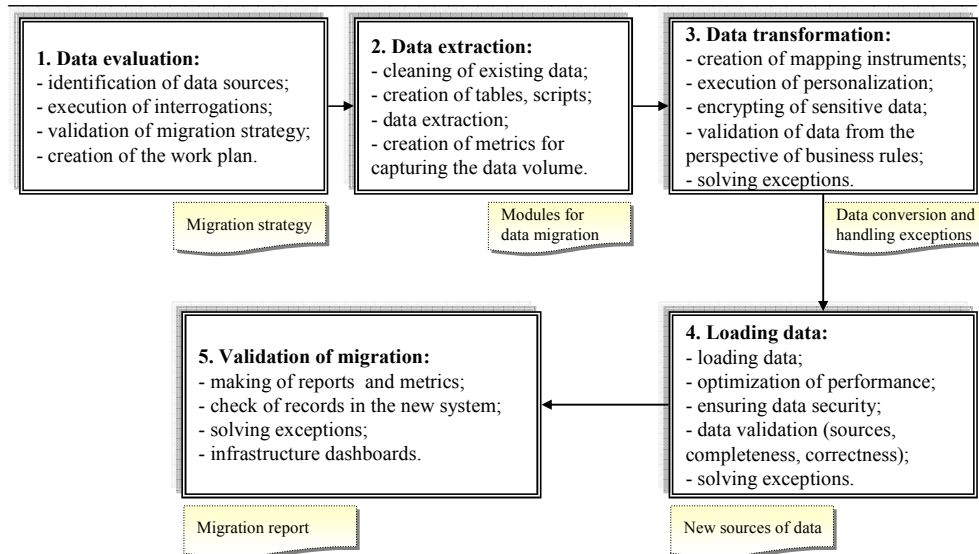 1. Data evaluation:
- identification of data sources;
- execution of interrogations;
- validation of migration strategy;
- creation of the work plan.
Migration strategy
2. Data extraction:
- cleaning of existing data;
- creation of tables, scripts;
- data extraction;
- creation of metrics for
capturing the data volume.
Modules for
data migration
3. Data transformation:
- creation of mapping instruments;
- execution of personalization;
- encrypting of sensitive data;
- validation of data from the
perspective of business rules;
- solving exceptions.
Data conversion and
handling exceptions
4. Loading data:
- loading data;
- optimization of performance;
- ensuring data security;
- data validation (sources,
completeness, correctness);
- solving exceptions.
New sources of data
5. Validation of migration:
- making of reports and metrics;
- check of records in the new system;
- solving exceptions;
- infrastructure dashboards.
Migration report